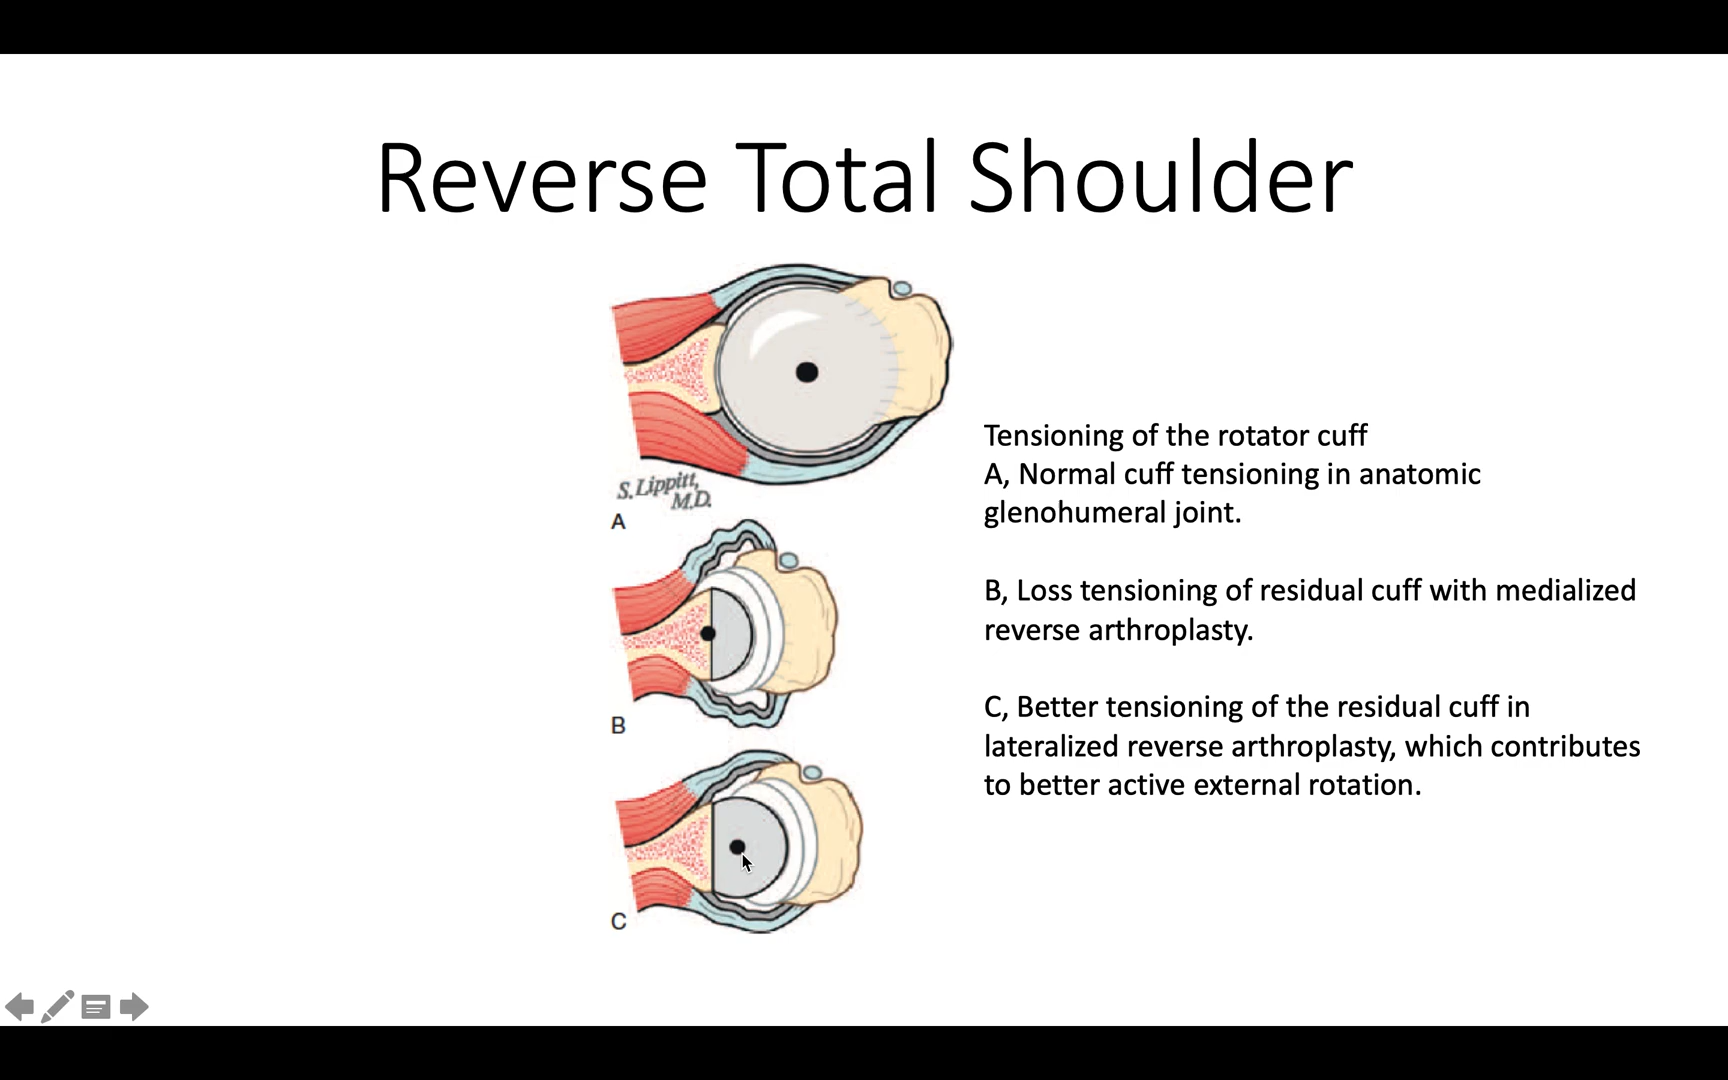 Reverse Total Shoulder
S. Lippitt,
M.D.
A
B
C
Tensioning of the rotator cuff
A, Normal cuff tensioning in anatomic
glenohumeral joint.
B, Loss tensioning of residual cuff with medialized
reverse arthroplasty.
C, Better tensioning of the residual cuff in
lateralized reverse arthroplasty, which contributes
to better active external rotation.